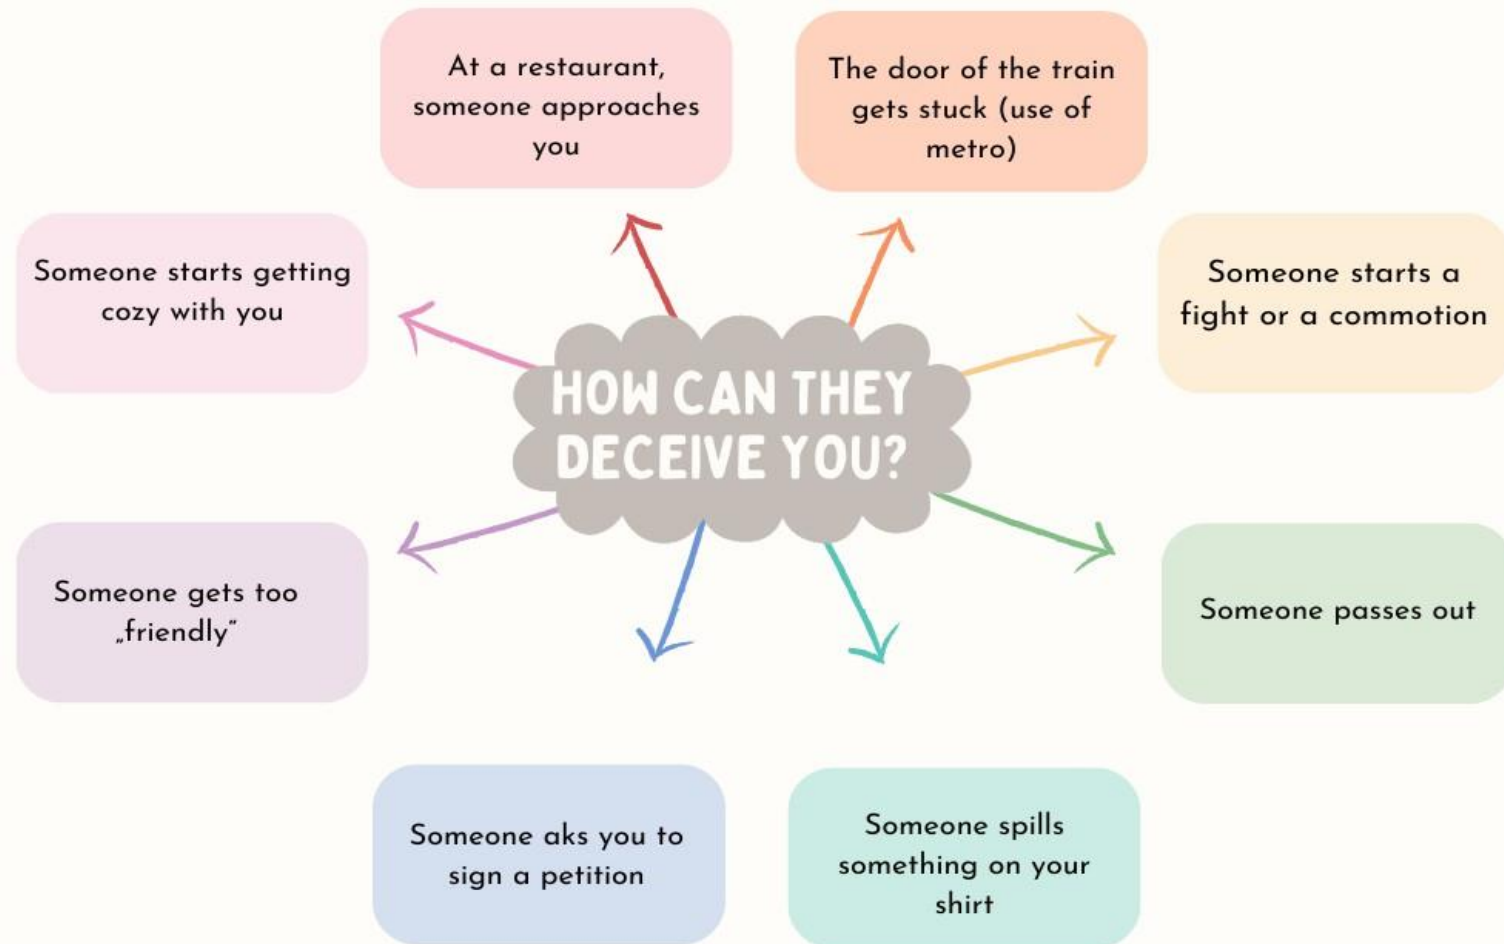 At a restaurant,
someone approaches
you
The door of the train
gets stuck (use of
metro)
Someone starts getting
cozy with you
Someone starts a
fight or a commotion
HOW CAN THEY
DECEIVE YOU?
Someone gets too
„friendly”
Someone passes out
Someone aks you to
sign a petition
Someone spills
something on your
shirt